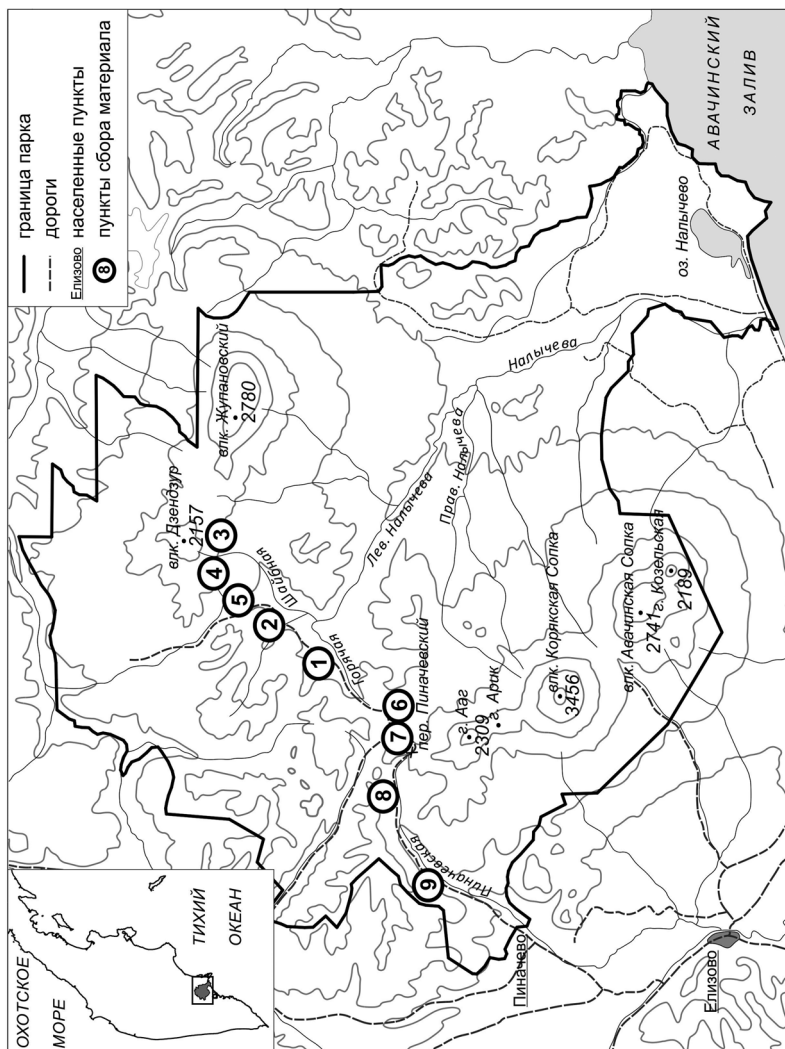 граница парка
дороги
Елизово населенные пункты
8 пункты сбора материала
ОХОТСКОЕ
МОРЕ
ТИХИЙ
ОКЕАН
влк. Дзендзур
2157
влк. Жупановский
2780
3
4
5
2
1
6
7
8
9
Шайбная
Горячая
Лев. Налычева
Прав. Налычева
Налычева
пер. Пиначевский
г. Ааг
2309
г. Арик
влк. Корякская Сопка
3456
влк. Авачинская Сопка
2741
г. Козельская
2189
Пиначевская
Пиначево
Елизово
оз. Налычево
АВАЧИНСКИЙ
ЗАЛИВ